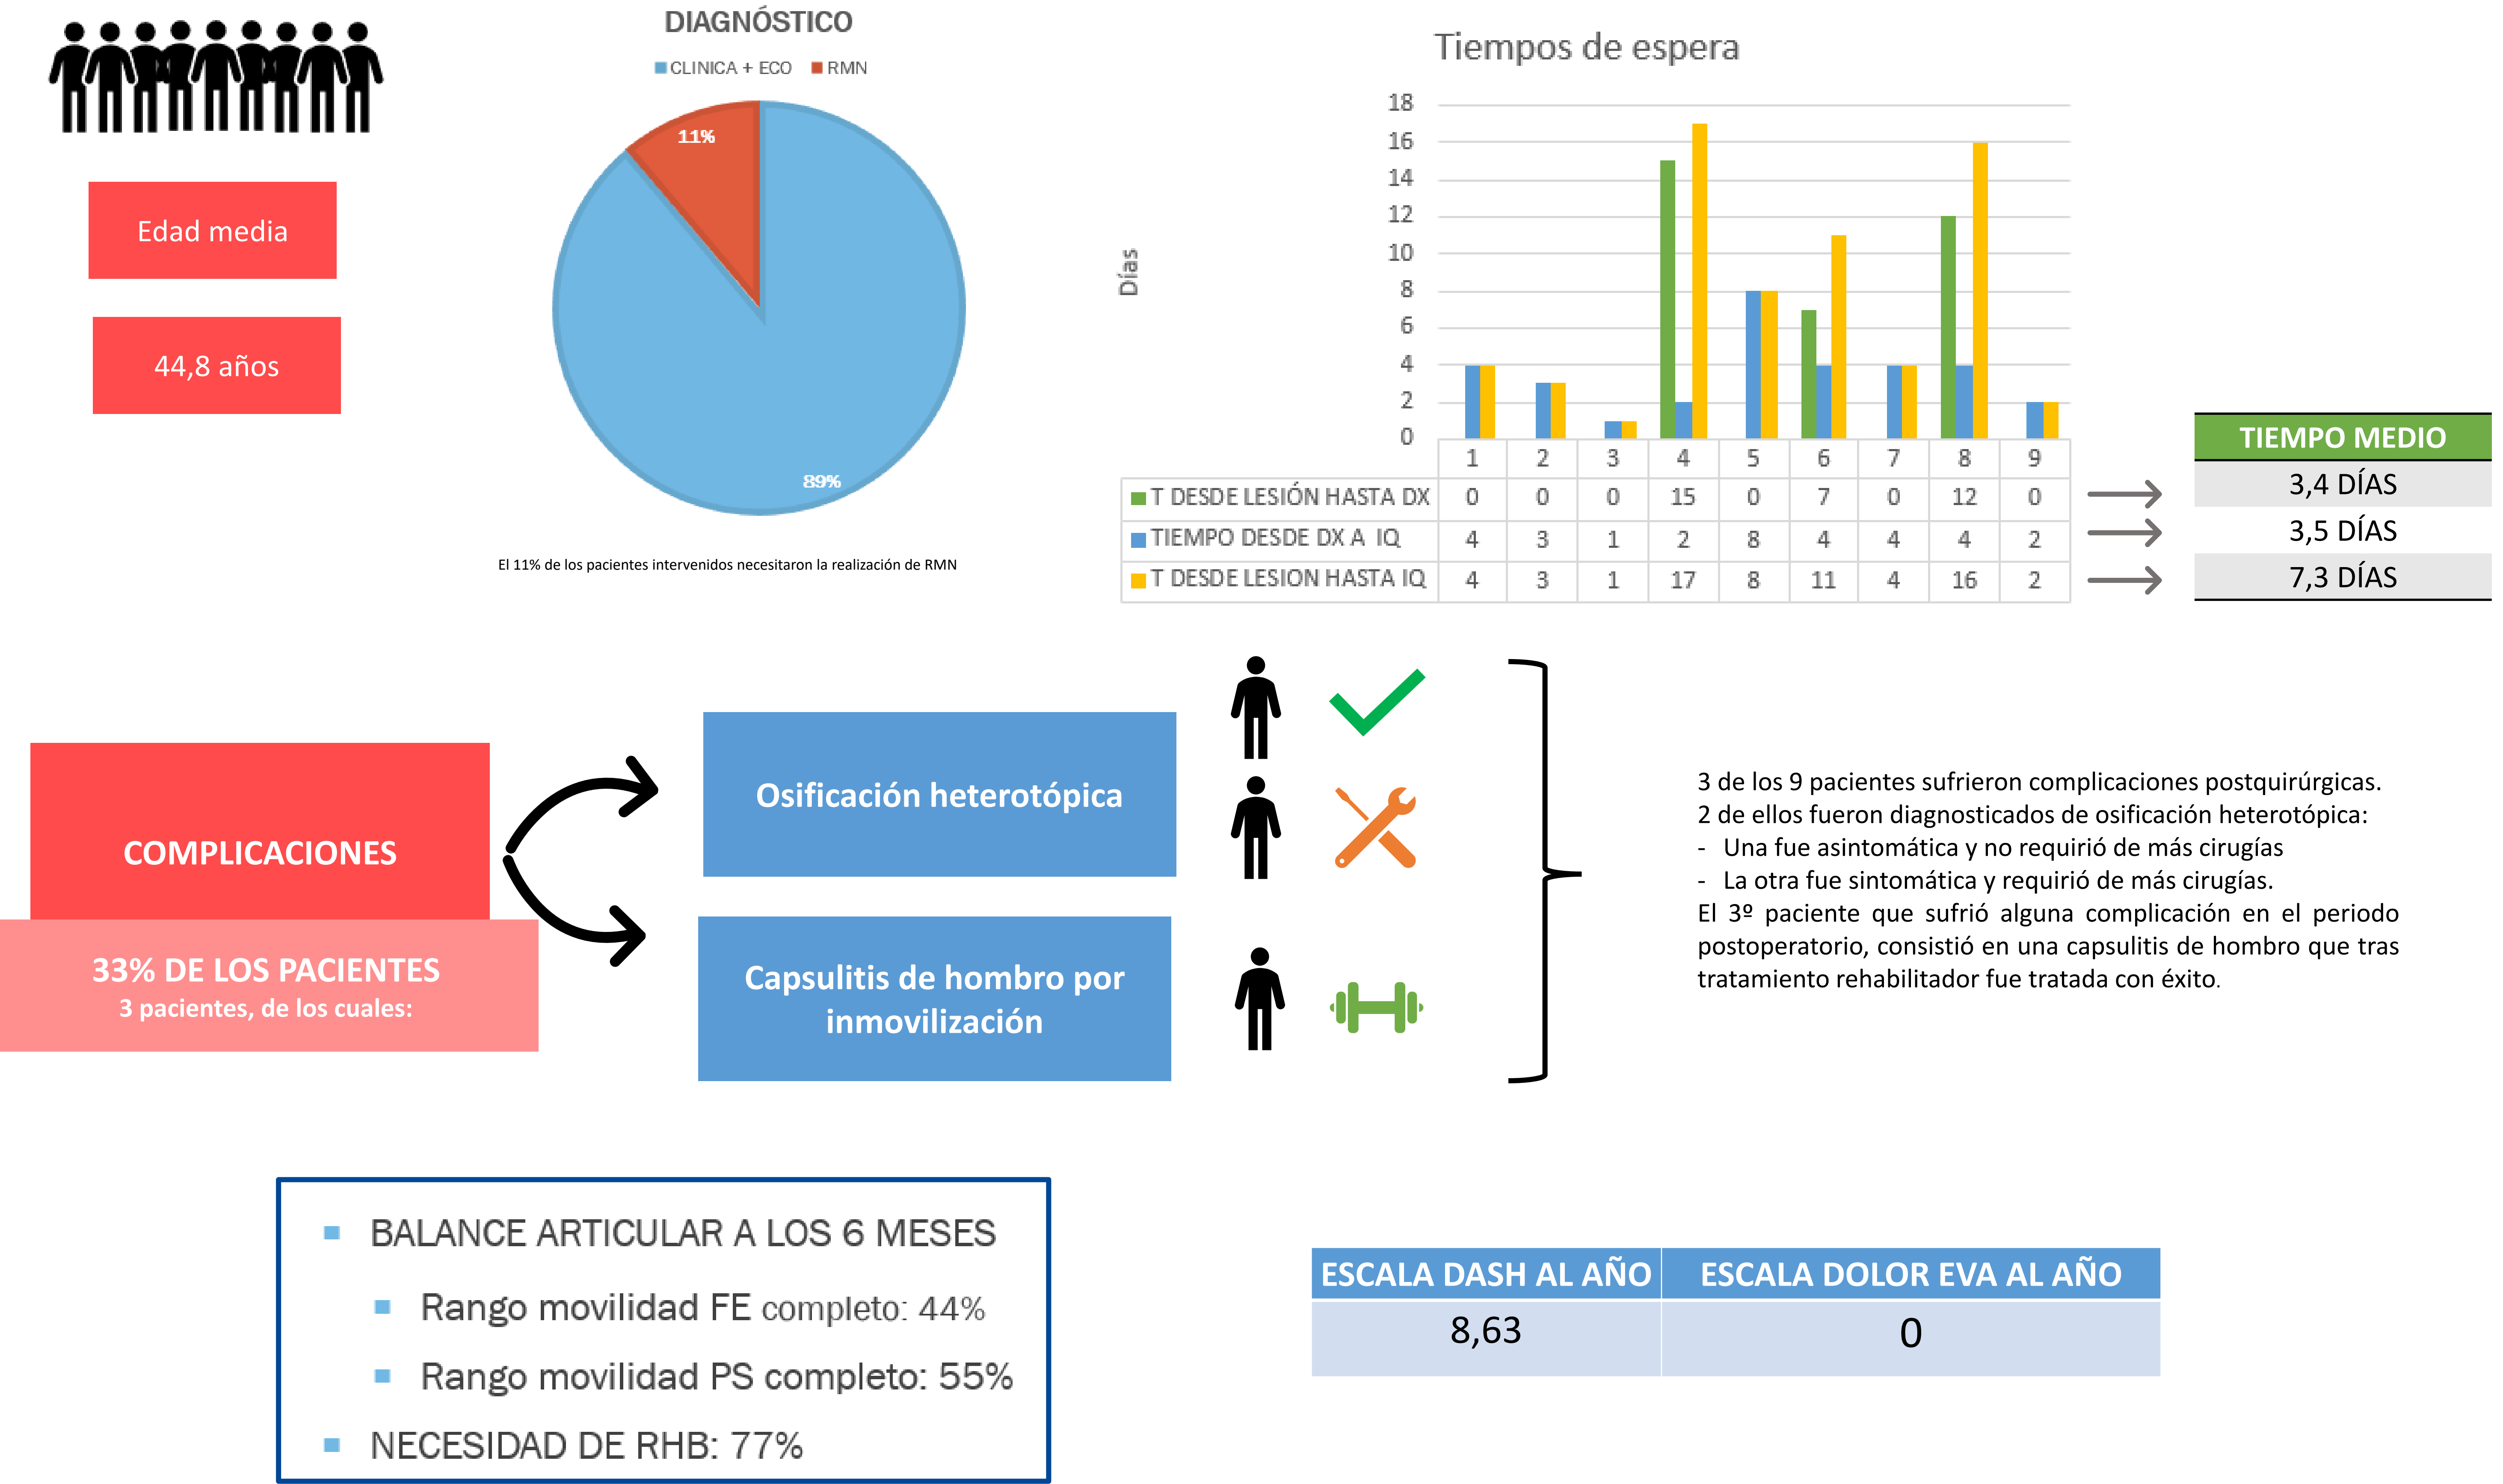 DIAGNÓSTICO
CLINICA + ECO RMN
11%
89%
El 11% de los pacientes intervenidos necesitaron la realización de RMN
Edad media
44,8 años
Tiempos de espera
Días
18
16
14
12
10
8
6
4
2
0
1 2 3 4 5 6 7 8 9
T DESDE LESIÓN HASTA DX 0 0 0 15 0 7 0 12 0
TIEMPO DESDE DX A IQ 4 3 1 2 8 4 4 4 2
T DESDE LESION HASTA IQ 4 3 1 17 8 11 4 16 2
TIEMPO MEDIO
3,4 DÍAS
3,5 DÍAS
7,3 DÍAS
COMPLICACIONES
33% DE LOS PACIENTES
3 pacientes, de los cuales:
Osificación heterotópica
Capsulitis de hombro por
inmovilización
3 de los 9 pacientes sufrieron complicaciones postquirúrgicas.
2 de ellos fueron diagnosticados de osificación heterotópica:
- Una fue asintomática y no requirió de más cirugías
- La otra fue sintomática y requirió de más cirugías.
El 3º paciente que sufrió alguna complicación en el periodo
postoperatorio, consistió en una capsulitis de hombro que tras
tratamiento rehabilitador fue tratada con éxito.
BALANCE ARTICULAR A LOS 6 MESES
Rango movilidad FE completo: 44%
Rango movilidad PS completo: 55%
NECESIDAD DE RHB: 77%
ESCALA DASH AL AÑO ESCALA DOLOR EVA AL AÑO
8,63 0